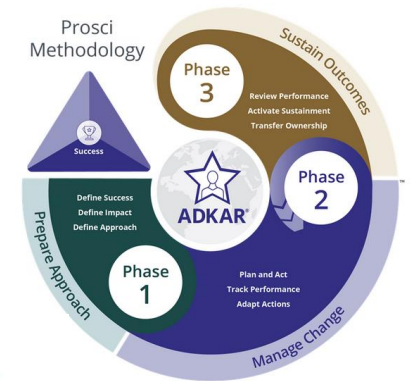 Prosci
Methodology
Success
Phase
3
Review Performance
Activate Sustainment
Transfer Ownership
Sustain Outcomes
ADKAR®
Phase
2
Plan and Act
Track Performance
Adapt Actions
Manage Change
Define Success
Define Impact
Define Approach
Phase
1
Prepare Approach
™